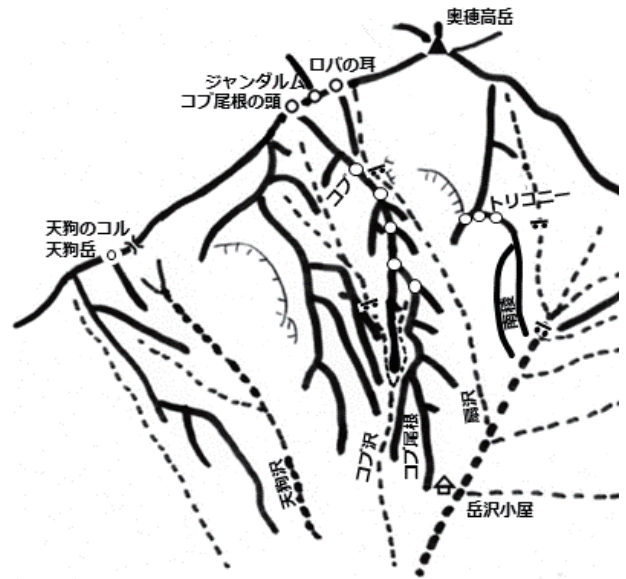 奥穂高岳
ロバの耳
ジャンダルム
コブ尾根の頭
コブ
トリコニー
天狗のコル
天狗岳
南稜
扇沢
コブ尾根
コブ沢
天狗沢
岳沢小屋